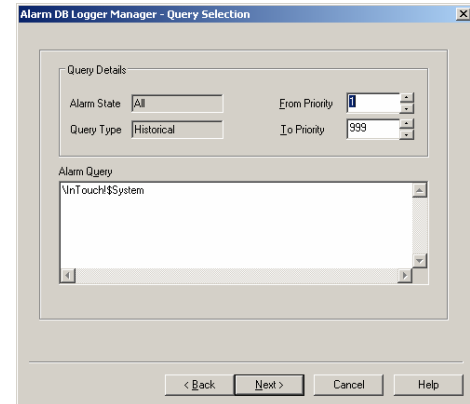 Alarm DB Logger Manager - Query Selection
Query Details
Alarm State All From Priority 1
Query Type Historical To Priority 999
Alarm Query
\InTouch!$System
< Back Next > Cancel Help